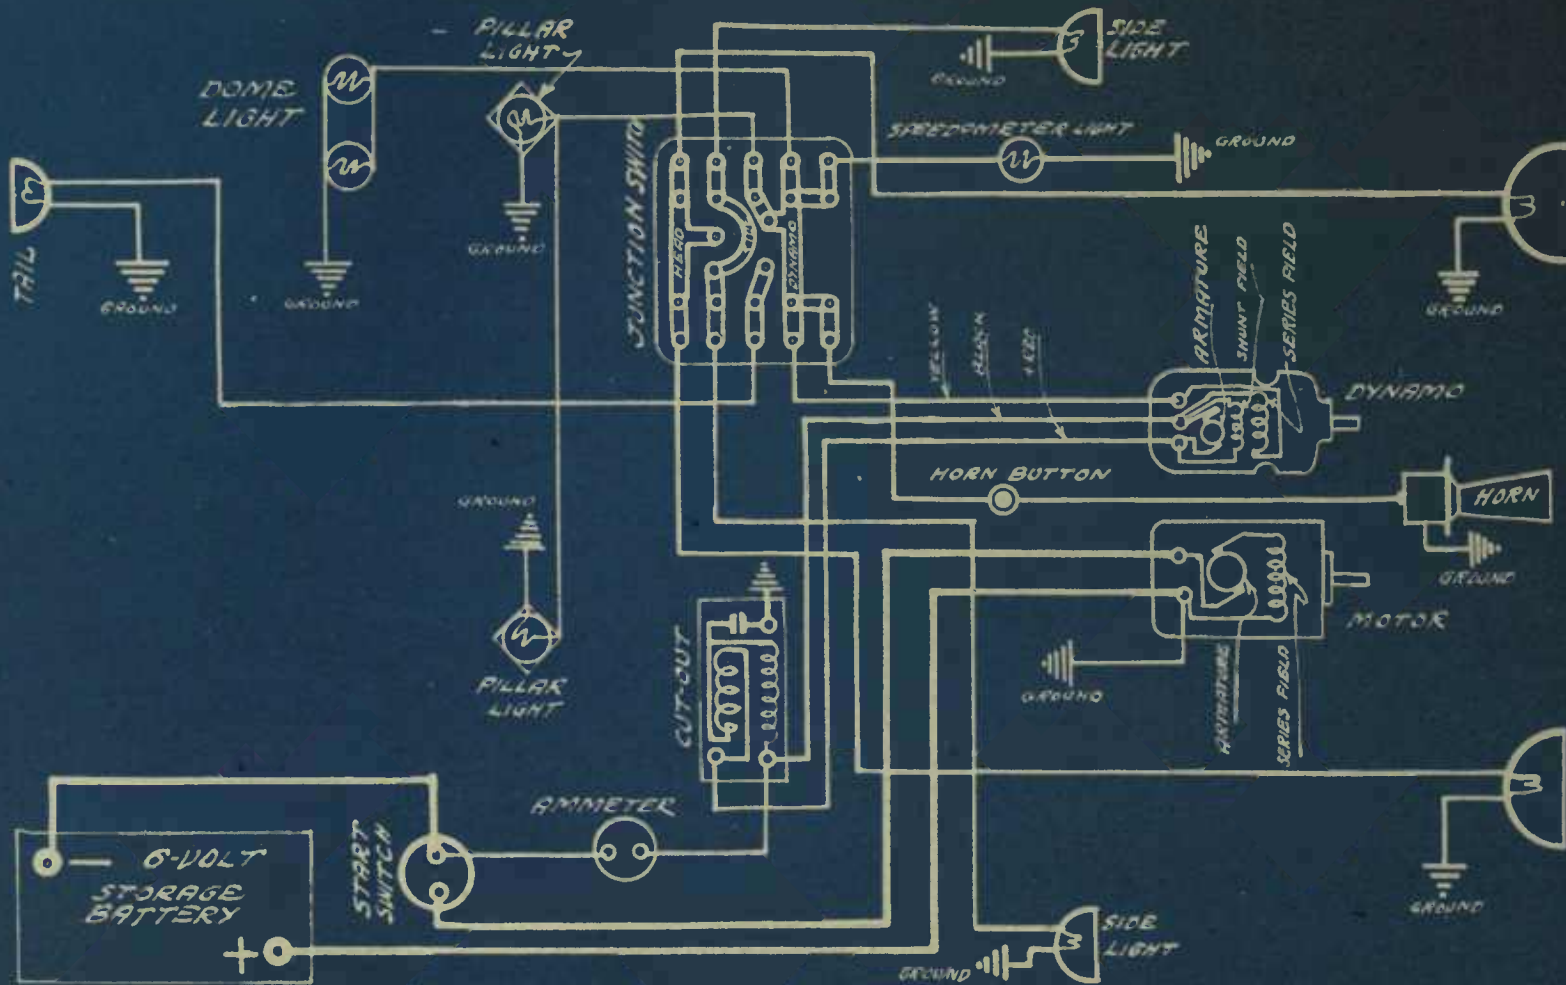 PILLAR
LIGHT
SIDE
LIGHT
GROUND
DOME
LIGHT
SPEEDOMETER LIGHT
GROUND
JUNCTION SWITCH
TAIL
GROUND
GROUND
GROUND
HEAD
DYNAMO
GROUND
ARMATURE
SHUNT FIELD
SERIES FIELD
YELLOW
BLACK
RED
DYNAMO
HORN BUTTON
HORN
GROUND
GROUND
PILLAR
LIGHT
CUT-OUT
MOTOR
GROUND
ARMATURE
SERIES FIELD
AMMETER
START
SWITCH
— 6-VOLT
STORAGE
BATTERY
+
SIDE
LIGHT
GROUND
GROUND